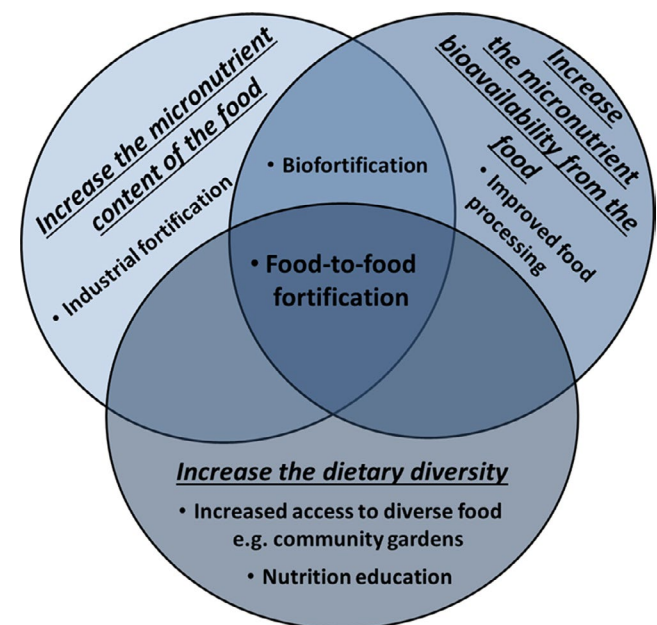 Increase the micronutrient
content of the food
• Industrial fortification
Increase
the micronutrient
bioavailability from the
food
• Improved food
processing
• Biofortification
• Food-to-food
fortification
Increase the dietary diversity
• Increased access to diverse food
e.g. community gardens
• Nutrition education